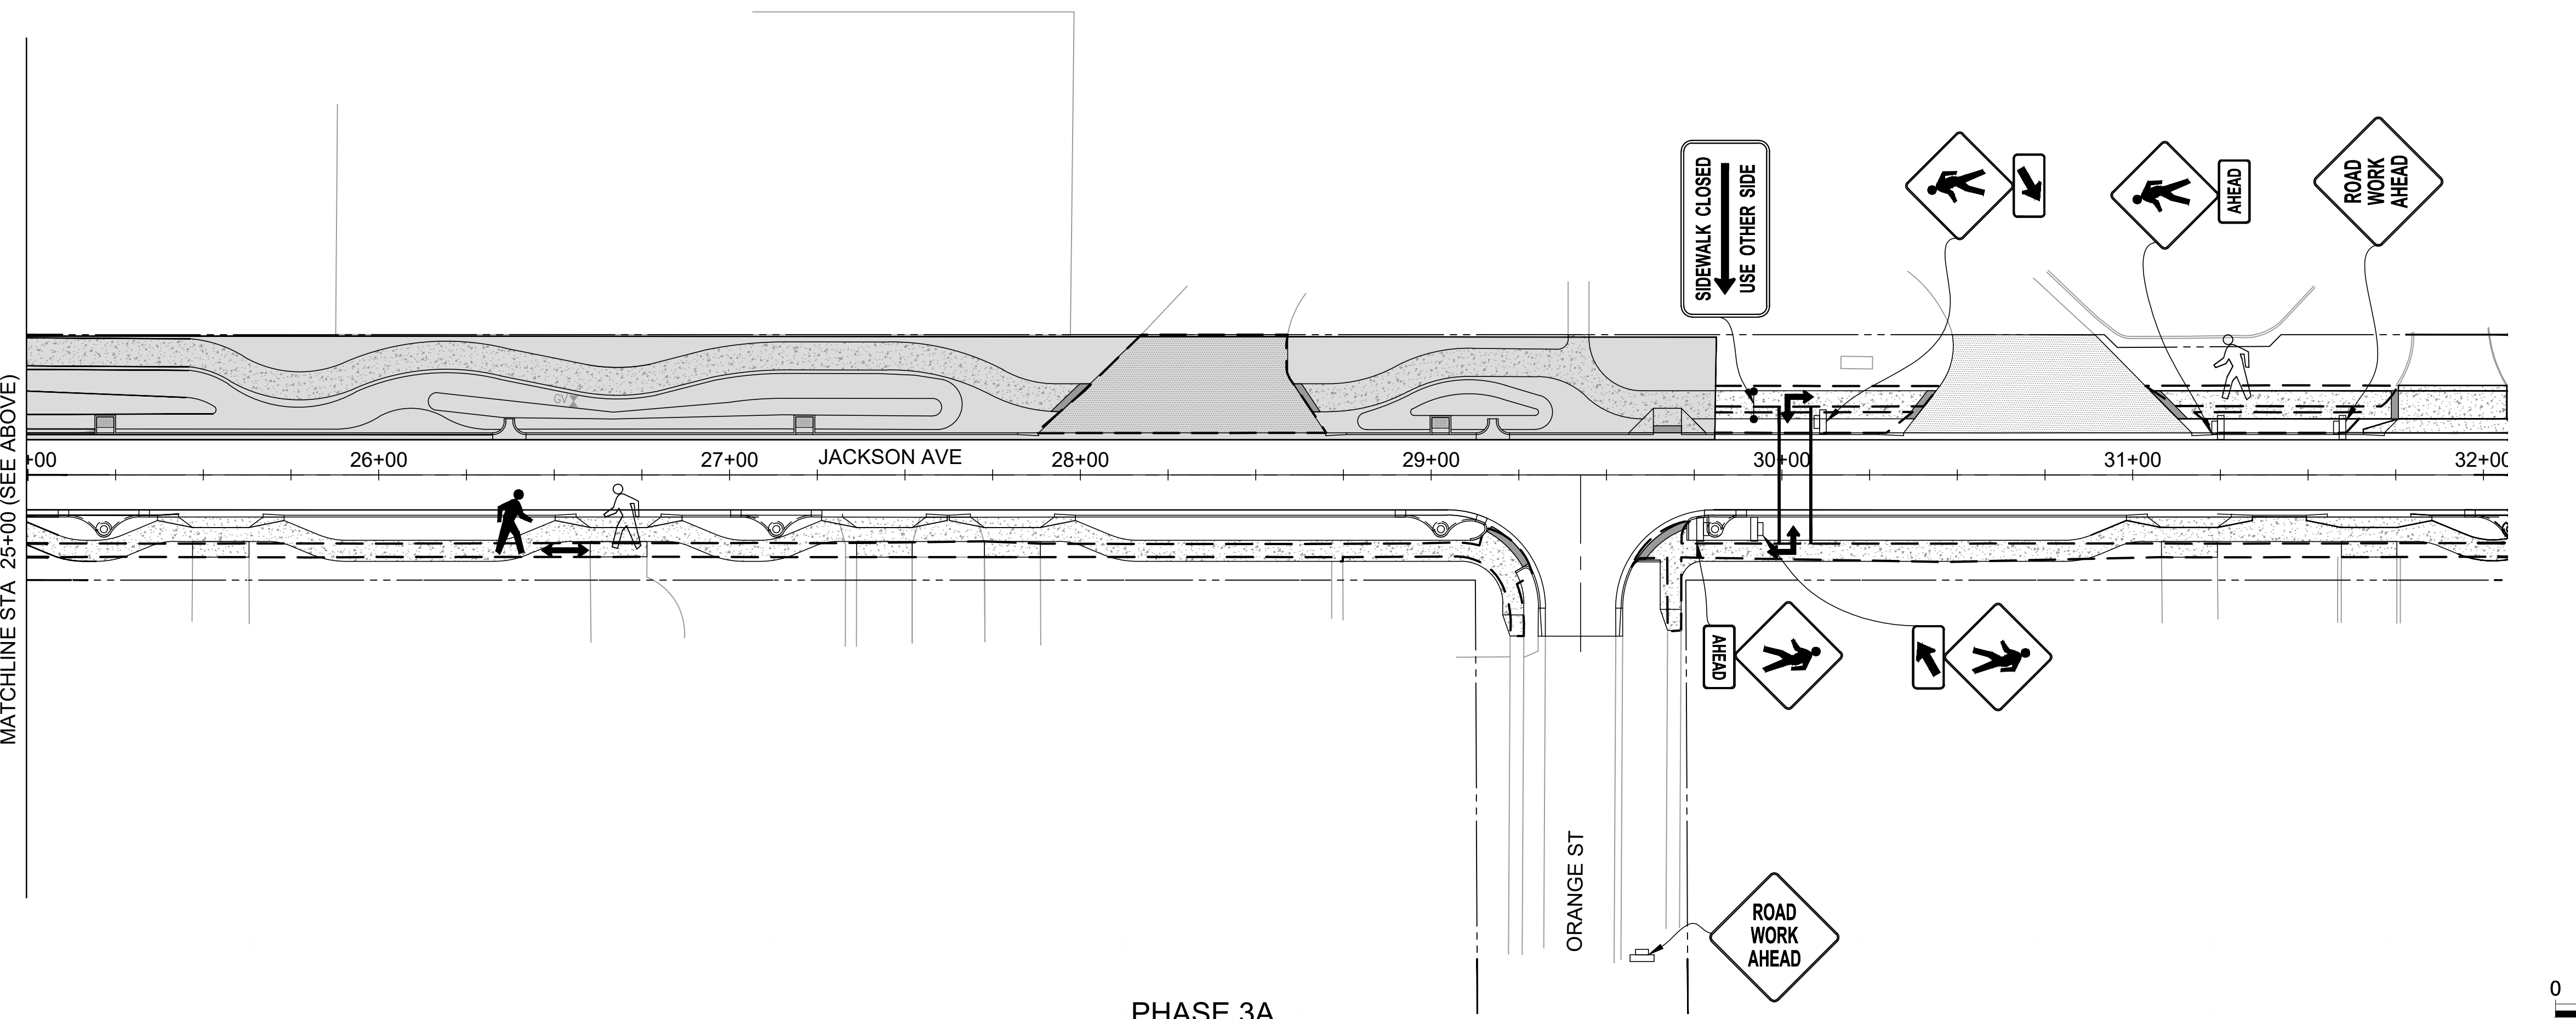 SIDEWALK CLOSED
USE OTHER SIDE
AHEAD
ROAD
WORK
AHEAD
MATCHLINE STA 25+00 (SEE ABOVE)
GV
+00
26+00
27+00
JACKSON AVE
28+00
29+00
30+00
31+00
32+00
AHEAD
ORANGE ST
ROAD
WORK
AHEAD
PHASE 3A
0